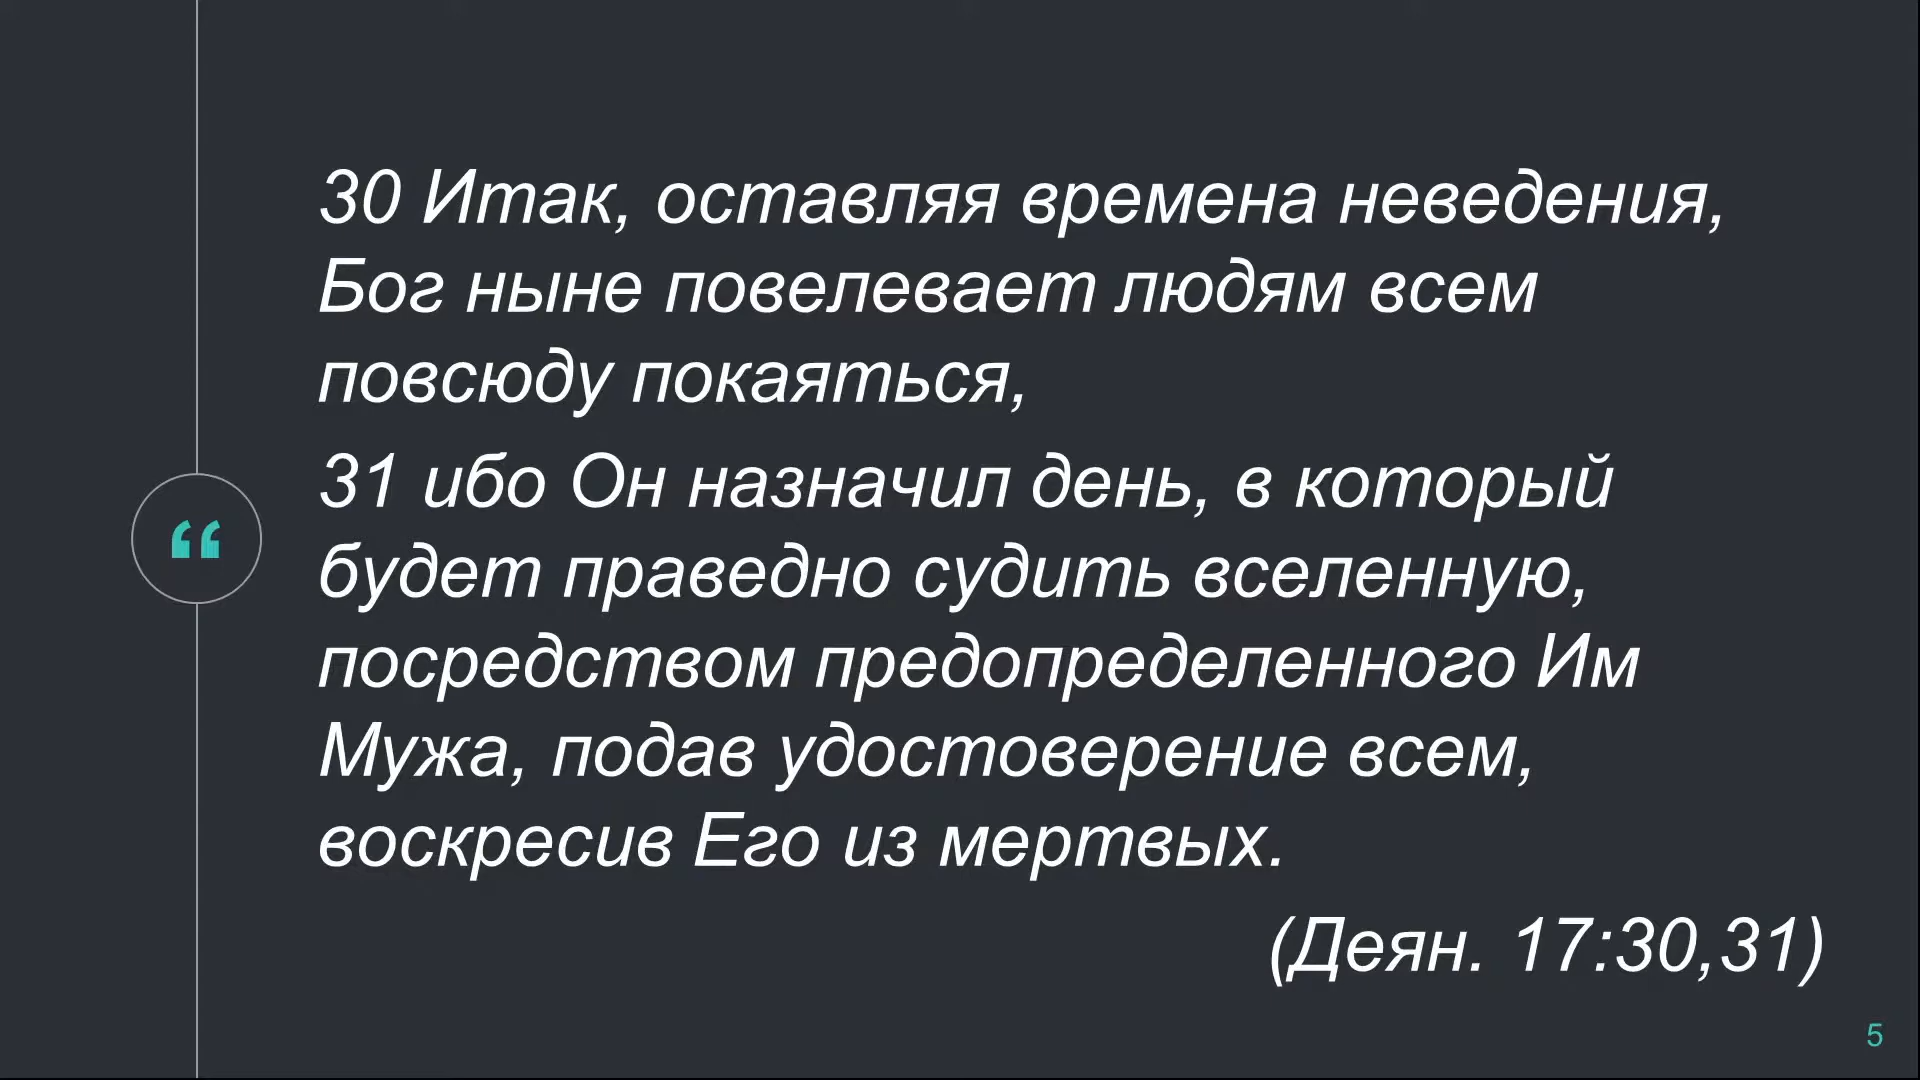 30 Итак, оставляя времена неведения,
Бог ныне повелевает людям всем
повсюду покаяться,
31 ибо Он назначил день, в который
будет праведно судить вселенную,
посредством предопределенного Им
Мужа, подав удостоверение всем,
воскресив Его из мертвых.
(Деян. 17:30,31)
“
5